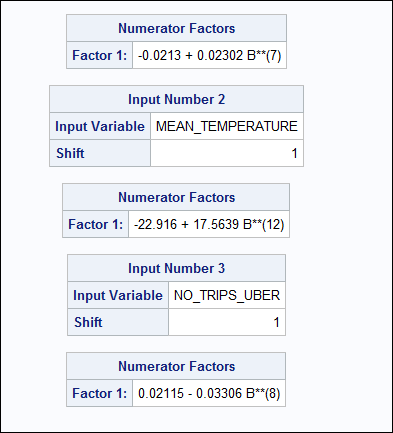 Numerator Factors
Factor 1: -0.0213 + 0.02302 B**(7)
Input Number 2
Input Variable MEAN_TEMPERATURE
Shift 1
Numerator Factors
Factor 1: -22.916 + 17.5639 B**(12)
Input Number 3
Input Variable NO_TRIPS_UBER
Shift 1
Numerator Factors
Factor 1: 0.02115 - 0.03306 B**(8)